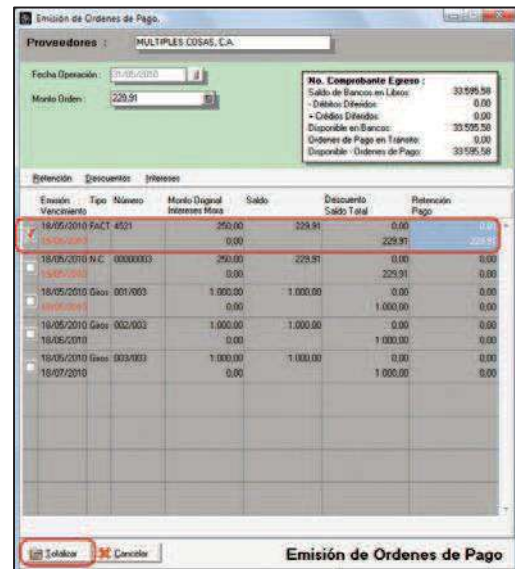 Emisión de Ordenes de Pago.
Proveedores : MULTIPLES COSAS, C.A.
Fecha Operación : 31/05/2010
Monto Orden : 229,91
No. Comprobante Egreso :
Saldo de Bancos en Libros: 33.595,58
- Débitos Diferidos: 0,00
+ Crédios Diferidos: 0,00
Disponible en Bancos: 33.595,58
Ordenes de Pago en Tránsito: 0,00
Disponible - Ordenes de Pago: 33.595,58
Retención Descuentos Intereses
Emisión Tipo Número Monto Original Saldo Descuento Retención
Vencimiento Intereses Mora Saldo Total Pago
18/05/2010 FACT 4521 250,00 229,91 0,00 0,00
0,00 229,91 229,91
18/05/2010 N.C 00000003 250,00 229,91 0,00 0,00
0,00 229,91 0,00
18/05/2010 Giros 001/003 1.000,00 1.000,00 0,00 0,00
0,00 1.000,00 0,00
18/05/2010 Giros 002/003 1.000,00 1.000,00 0,00 0,00
18/06/2010 0,00 1.000,00 0,00
18/05/2010 Giros 003/003 1.000,00 1.000,00 0,00 0,00
18/07/2010 0,00 1.000,00 0,00
Totalizar Cancelar Emisión de Ordenes de Pago